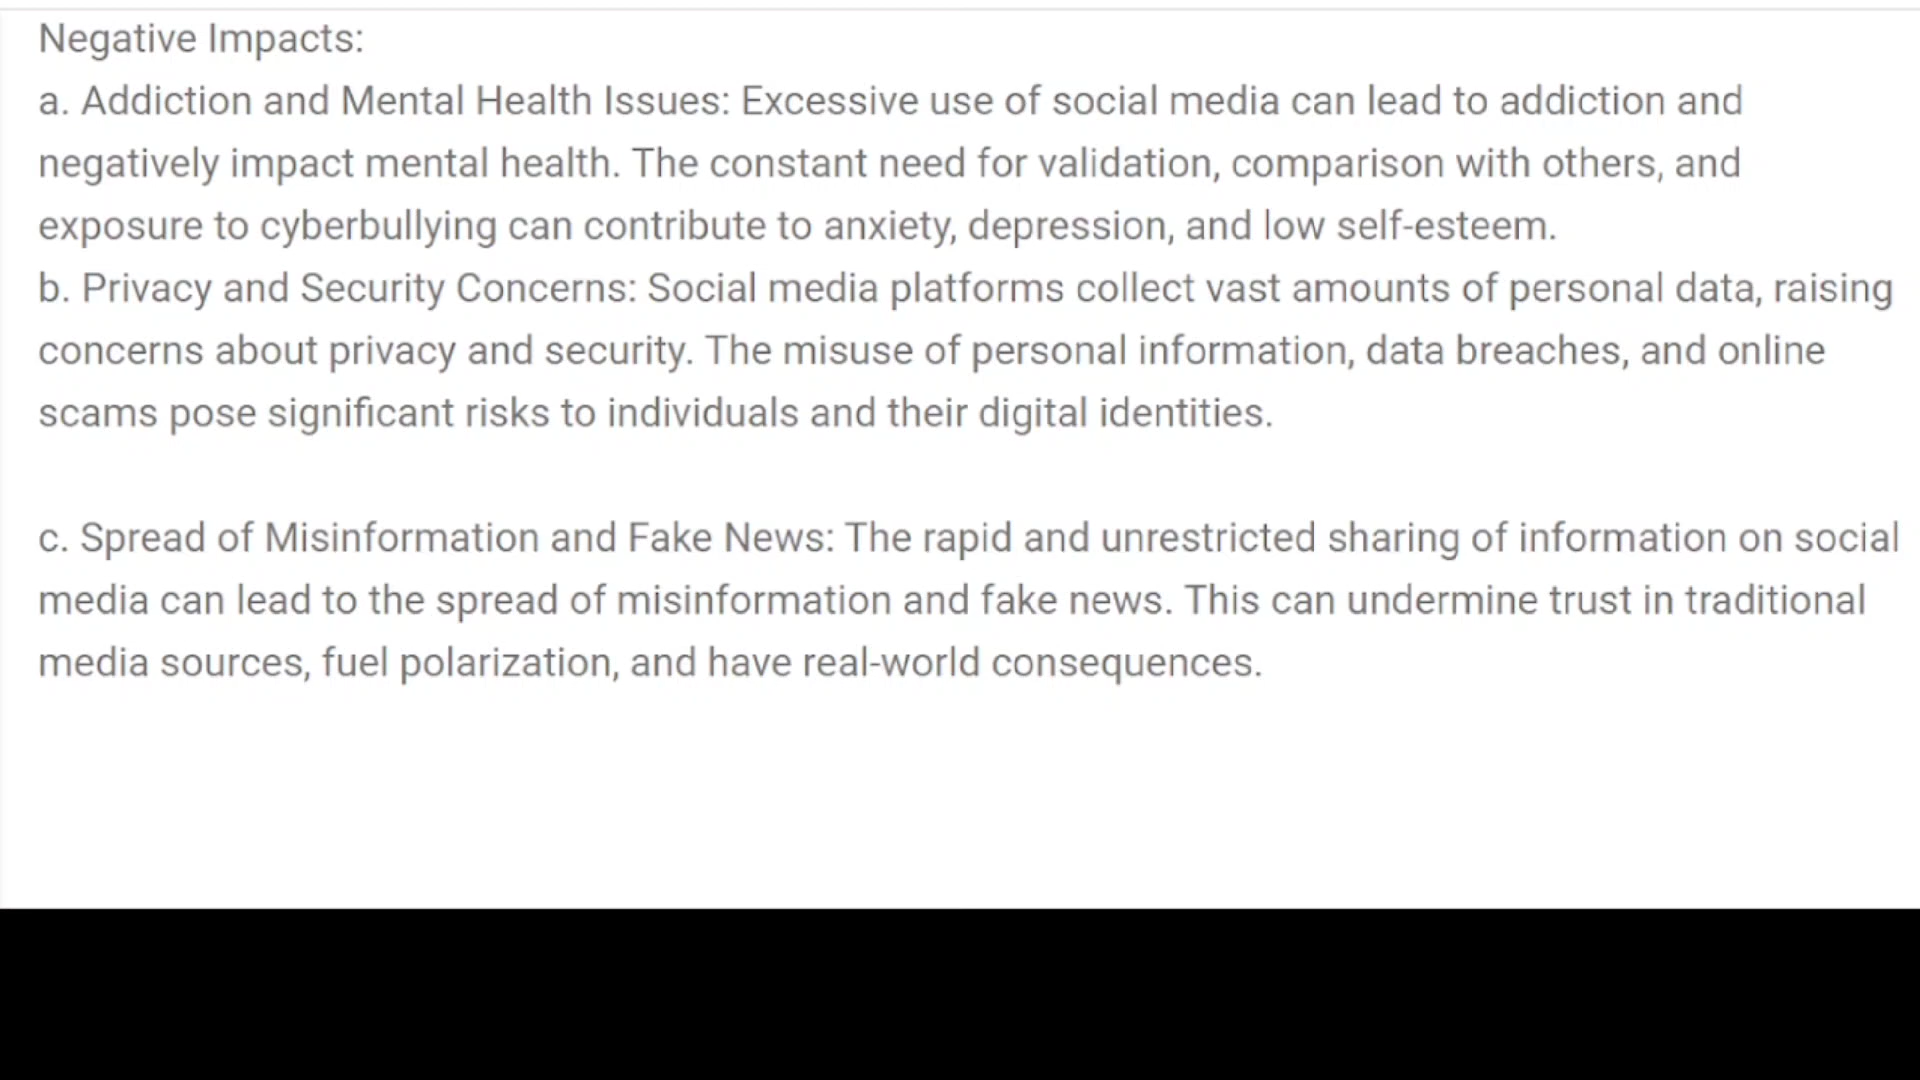 Negative Impacts:
a. Addiction and Mental Health Issues: Excessive use of social media can lead to addiction and
negatively impact mental health. The constant need for validation, comparison with others, and
exposure to cyberbullying can contribute to anxiety, depression, and low self-esteem.
b. Privacy and Security Concerns: Social media platforms collect vast amounts of personal data, raising
concerns about privacy and security. The misuse of personal information, data breaches, and online
scams pose significant risks to individuals and their digital identities.
c. Spread of Misinformation and Fake News: The rapid and unrestricted sharing of information on social
media can lead to the spread of misinformation and fake news. This can undermine trust in traditional
media sources, fuel polarization, and have real-world consequences.